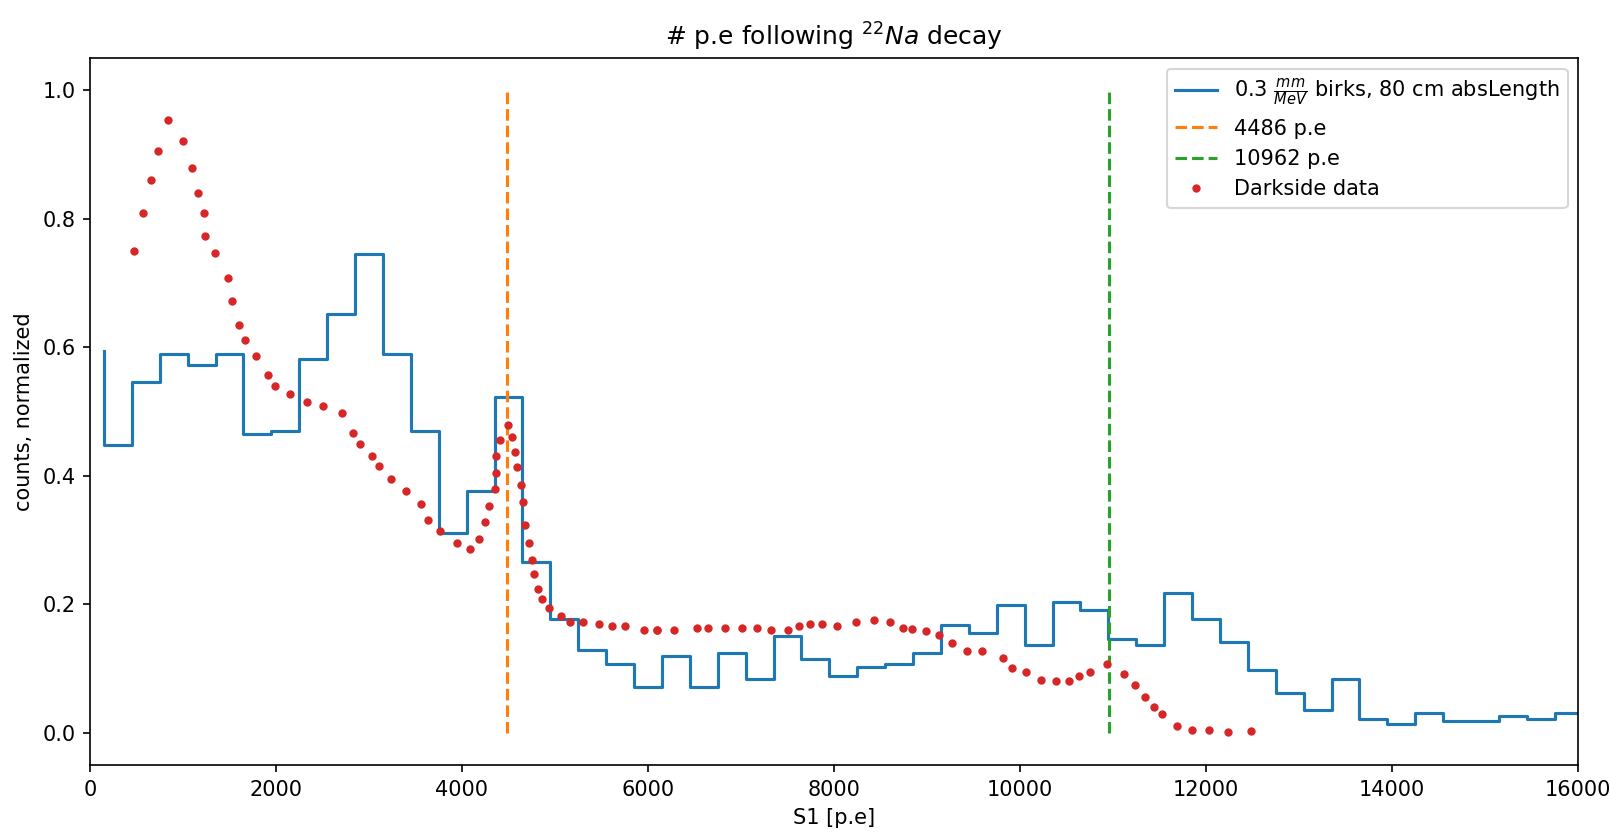 # p.e following ²²Na decay
0.3 mm/MeV birks, 80 cm absLength
4486 p.e
10962 p.e
Darkside data
counts, normalized
1.0
0.8
0.6
0.4
0.2
0.0
0 2000 4000 6000 8000 10000 12000 14000 16000
S1 [p.e]